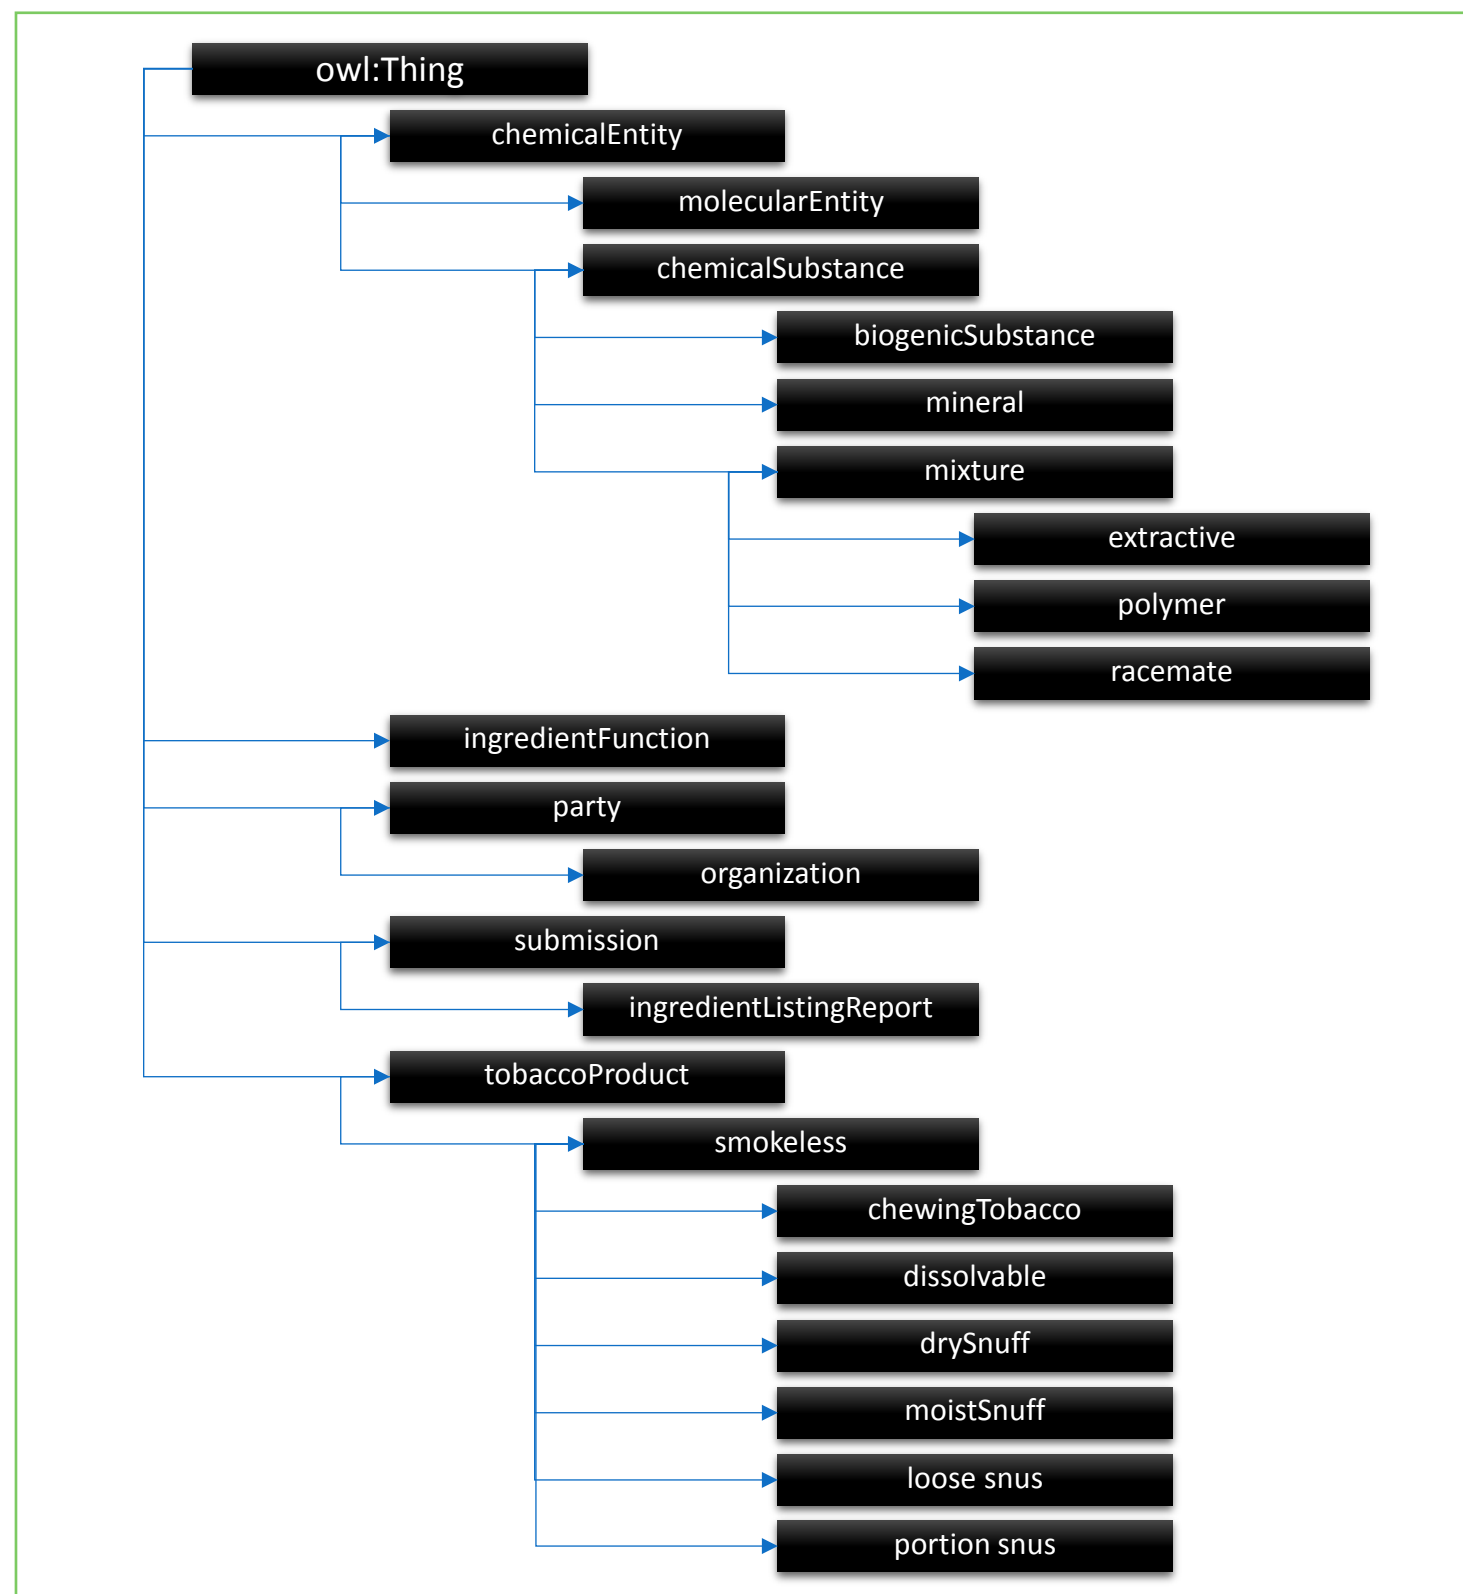 owl:Thing
chemicalEntity
molecularEntity
chemicalSubstance
biogenicSubstance
mineral
mixture
extractive
polymer
racemate
ingredientFunction
party
organization
submission
ingredientListingReport
tobaccoProduct
smokeless
chewingTobacco
dissolvable
drySnuff
moistSnuff
loose snus
portion snus